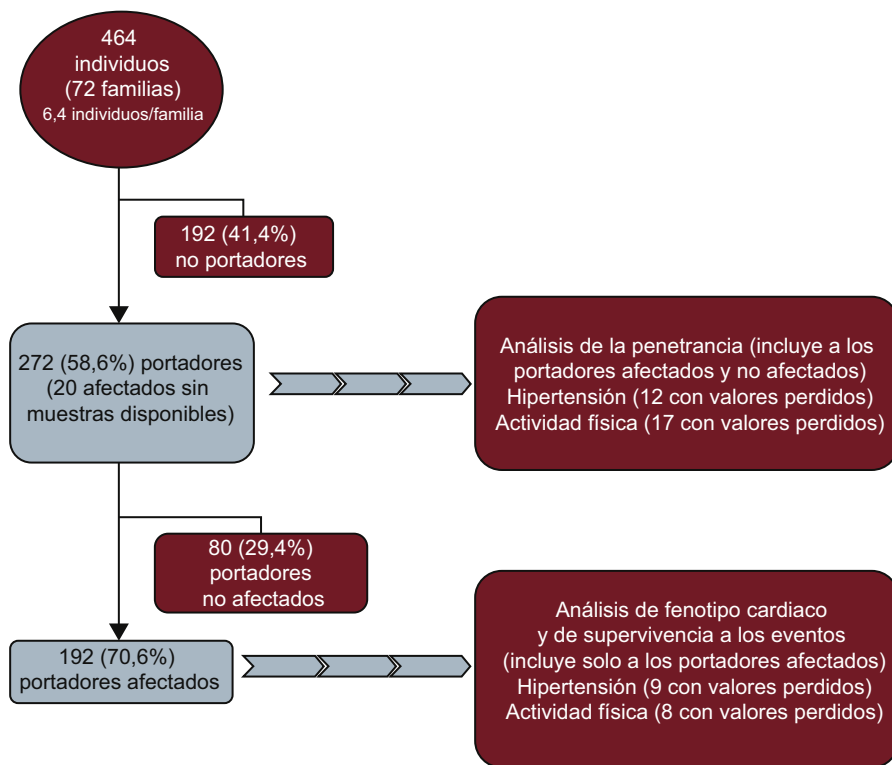 464
individuos
(72 familias)
6,4 individuos/familia
192 (41,4%)
no portadores
272 (58,6%) portadores
(20 afectados sin
muestras disponibles)
Análisis de la penetrancia (incluye a los
portadores afectados y no afectados)
Hipertensión (12 con valores perdidos)
Actividad física (17 con valores perdidos)
80 (29,4%)
portadores
no afectados
192 (70,6%)
portadores afectados
Análisis de fenotipo cardiaco
y de supervivencia a los eventos
(incluye solo a los portadores afectados)
Hipertensión (9 con valores perdidos)
Actividad física (8 con valores perdidos)